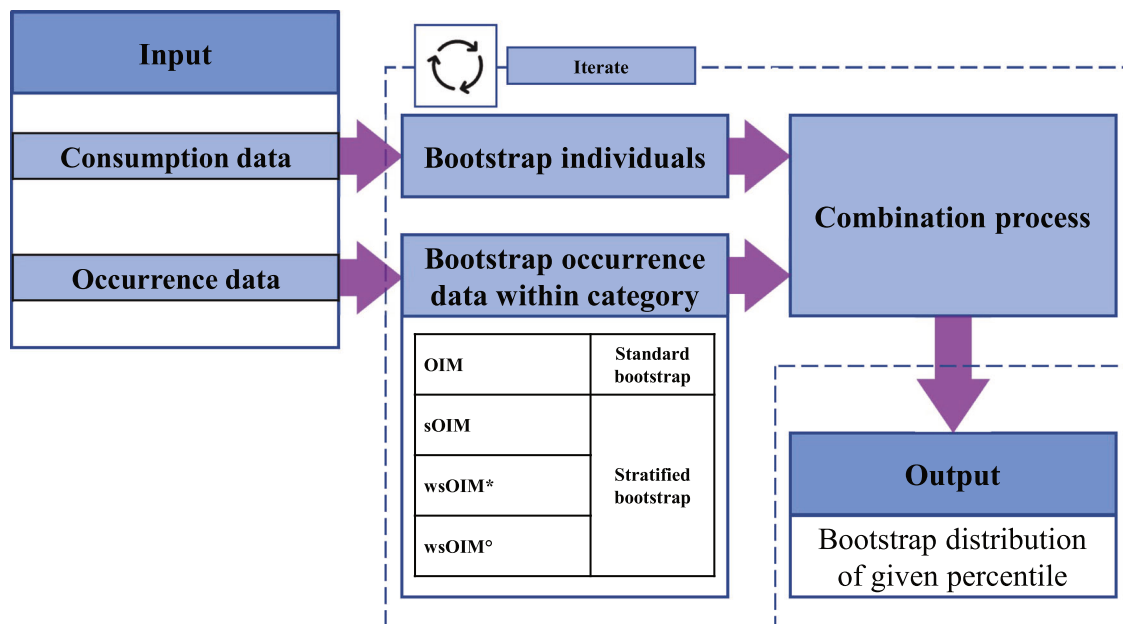 Input
Consumption data
Occurrence data
Iterate
Bootstrap individuals
Bootstrap occurrence
data within category
OIM
Standard
bootstrap
sOIM
wsOIM*
wsOIM°
Stratified
bootstrap
Combination process
Output
Bootstrap distribution
of given percentile